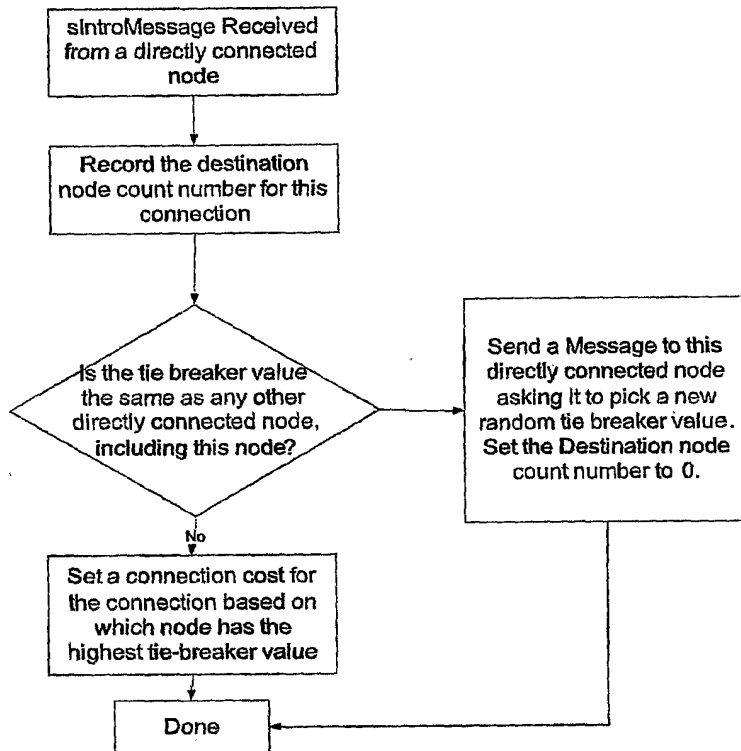 sIntroMessage Received
from a directly connected
node
Record the destination
node count number for this
connection
Is the tie breaker value
the same as any other
directly connected node,
including this node?
Send a Message to this
directly connected node
asking it to pick a new
random tie breaker value.
Set the Destination node
count number to 0.
No
Set a connection cost for
the connection based on
which node has the
highest tie-breaker value
Done